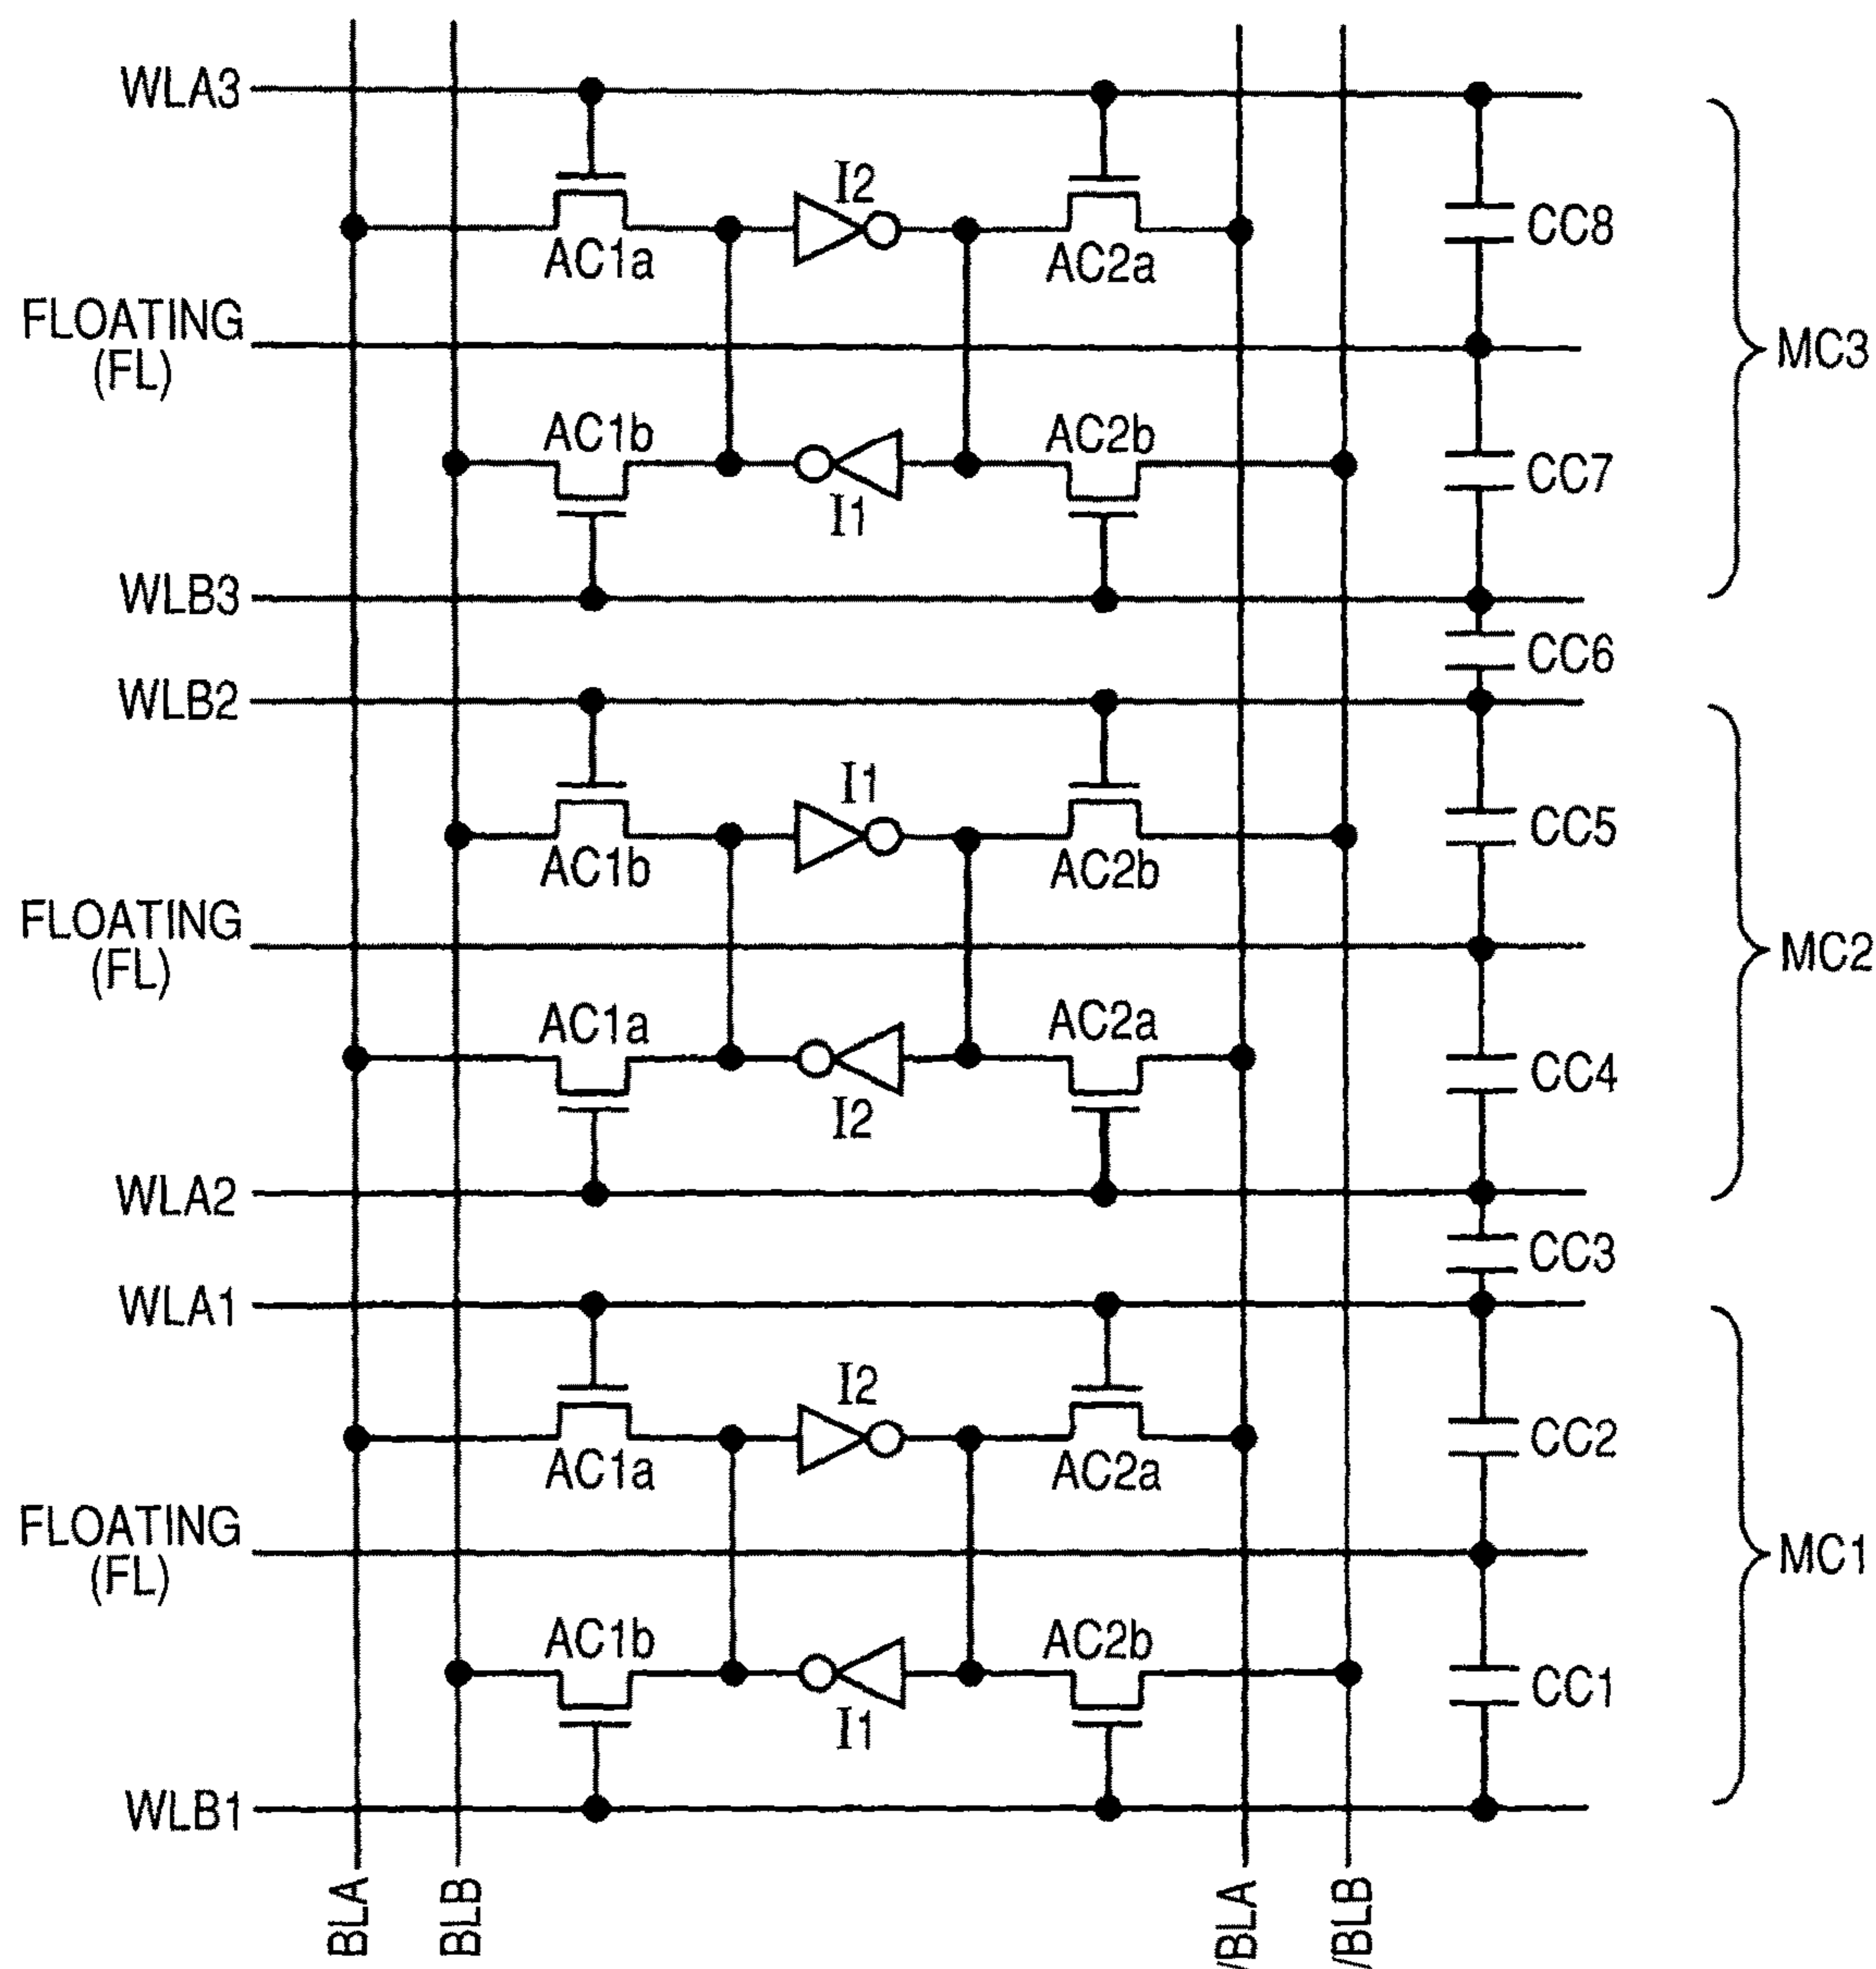 WLA3
I2
AC1a
AC2a
CC8
FLOATING
(FL)
MC3
AC1b
AC2b
CC7
I1
WLB3
CC6
WLB2
I1
AC1b
AC2b
CC5
FLOATING
(FL)
MC2
AC1a
AC2a
CC4
I2
WLA2
CC3
WLA1
I2
AC1a
AC2a
CC2
FLOATING
(FL)
MC1
AC1b
AC2b
CC1
I1
WLB1
BLA
BLB
/BLA
/BLB